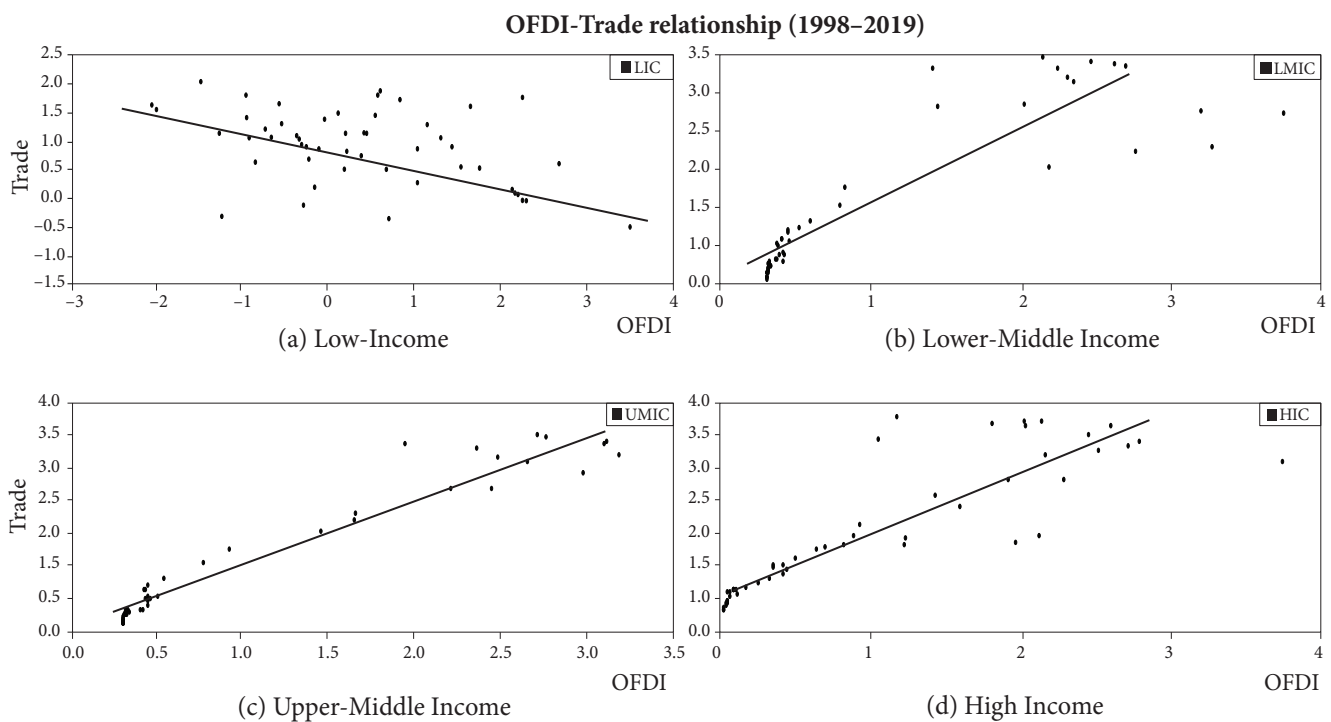 OFDI-Trade relationship (1998–2019)
2.5
2.0
1.5
1.0
0.5
0.0
−0.5
−1.0
−1.5
Trade
LIC
−3 −2 −1 0 1 2 3 4
OFDI
(a) Low-Income
3.5
3.0
2.5
2.0
1.5
1.0
0.0
LMIC
0 1 2 3 4
OFDI
(b) Lower-Middle Income
4.0
3.5
3.0
2.5
2.0
1.5
0.5
0.0
Trade
UMIC
0.0 0.5 1.0 1.5 2.0 2.5 3.0 3.5
OFDI
(c) Upper-Middle Income
4.0
3.5
3.0
2.5
2.0
1.5
1.0
0.0
HIC
0 1 2 3 4
OFDI
(d) High Income